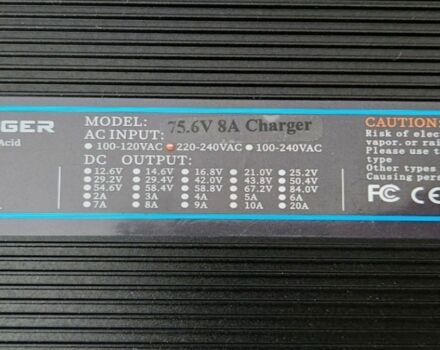 GER
Acid
MODEL: 75.6V 8A Charger
AC INPUT:
100-120VAC 220-240VAC 100-240VAC
DC OUTPUT:
12.6V 14.6V 16.8V 21.0V 25.2V
29.2V 29.4V 42.0V 43.8V 50.4V
54.6V 58.4V 58.8V 67.2V 84.0V
2A 3A 4A 5A 6A
7A 8A 9A 10A 20A
CAUTION
Risk of elec
vapor. or rai
Please use t
type
Other types
Causing pers
FC CE